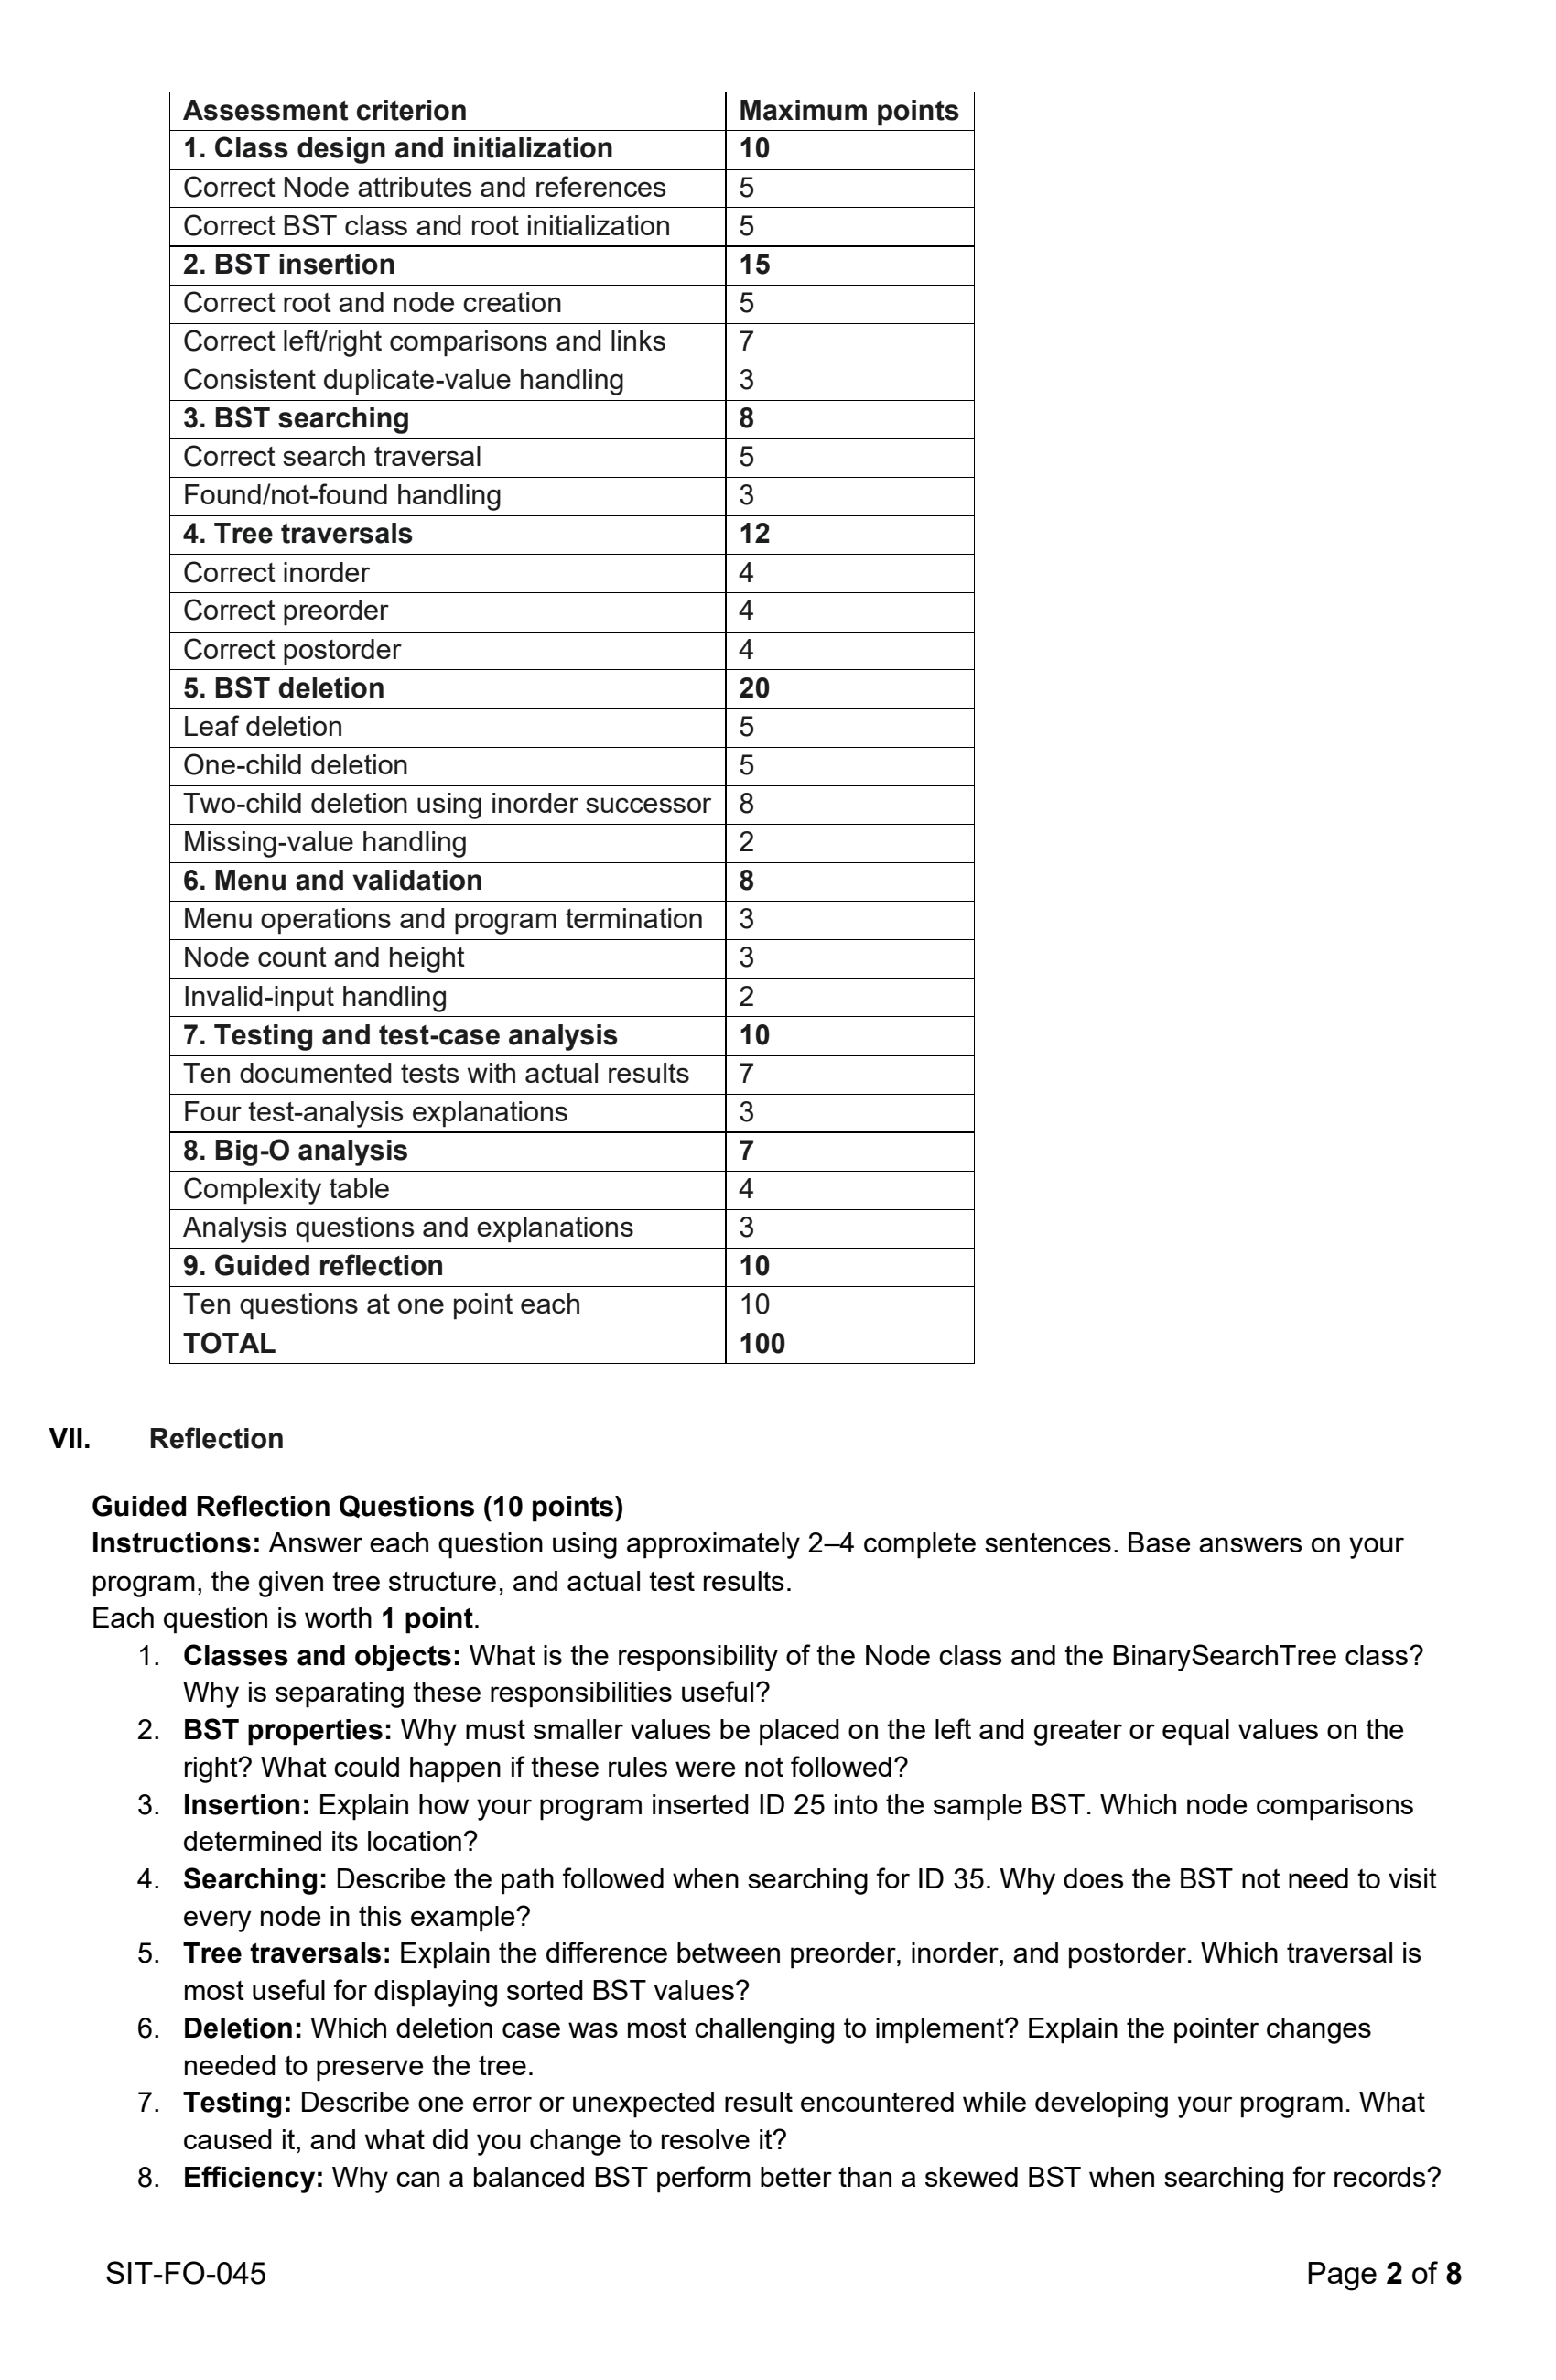 Assessment criterion Maximum points
1. Class design and initialization 10
Correct Node attributes and references 5
Correct BST class and root initialization 5
2. BST insertion 15
Correct root and node creation 5
Correct left/right comparisons and links 7
Consistent duplicate-value handling 3
3. BST searching 8
Correct search traversal 5
Found/not-found handling 3
4. Tree traversals 12
Correct inorder 4
Correct preorder 4
Correct postorder 4
5. BST deletion 20
Leaf deletion 5
One-child deletion 5
Two-child deletion using inorder successor 8
Missing-value handling 2
6. Menu and validation 8
Menu operations and program termination 3
Node count and height 3
Invalid-input handling 2
7. Testing and test-case analysis 10
Ten documented tests with actual results 7
Four test-analysis explanations 3
8. Big-O analysis 7
Complexity table 4
Analysis questions and explanations 3
9. Guided reflection 10
Ten questions at one point each 10
TOTAL 100
VII. Reflection
Guided Reflection Questions (10 points)
Instructions: Answer each question using approximately 2–4 complete sentences. Base answers on your
program, the given tree structure, and actual test results.
Each question is worth 1 point.
1. Classes and objects: What is the responsibility of the Node class and the BinarySearchTree class?
Why is separating these responsibilities useful?
2. BST properties: Why must smaller values be placed on the left and greater or equal values on the
right? What could happen if these rules were not followed?
3. Insertion: Explain how your program inserted ID 25 into the sample BST. Which node comparisons
determined its location?
4. Searching: Describe the path followed when searching for ID 35. Why does the BST not need to visit
every node in this example?
5. Tree traversals: Explain the difference between preorder, inorder, and postorder. Which traversal is
most useful for displaying sorted BST values?
6. Deletion: Which deletion case was most challenging to implement? Explain the pointer changes
needed to preserve the tree.
7. Testing: Describe one error or unexpected result encountered while developing your program. What
caused it, and what did you change to resolve it?
8. Efficiency: Why can a balanced BST perform better than a skewed BST when searching for records?
SIT-FO-045 Page 2 of 8